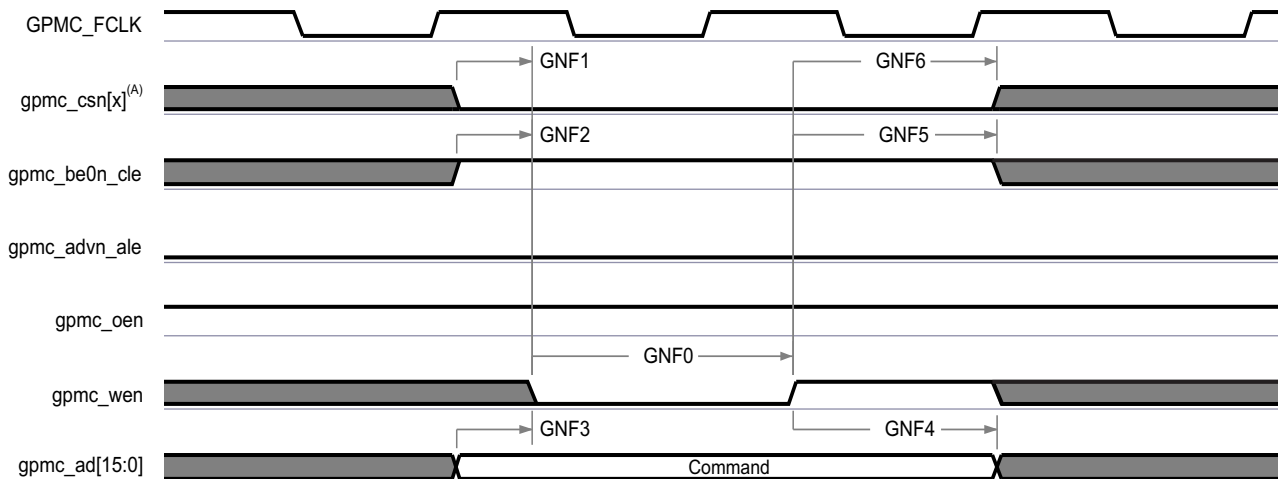 GPMC_FCLK
GNF1
GNF6
gpmc_csn[x](A)
GNF2
GNF5
gpmc_be0n_cle
gpmc_advn_ale
gpmc_oen
GNF0
gpmc_wen
GNF3
GNF4
gpmc_ad[15:0]
Command